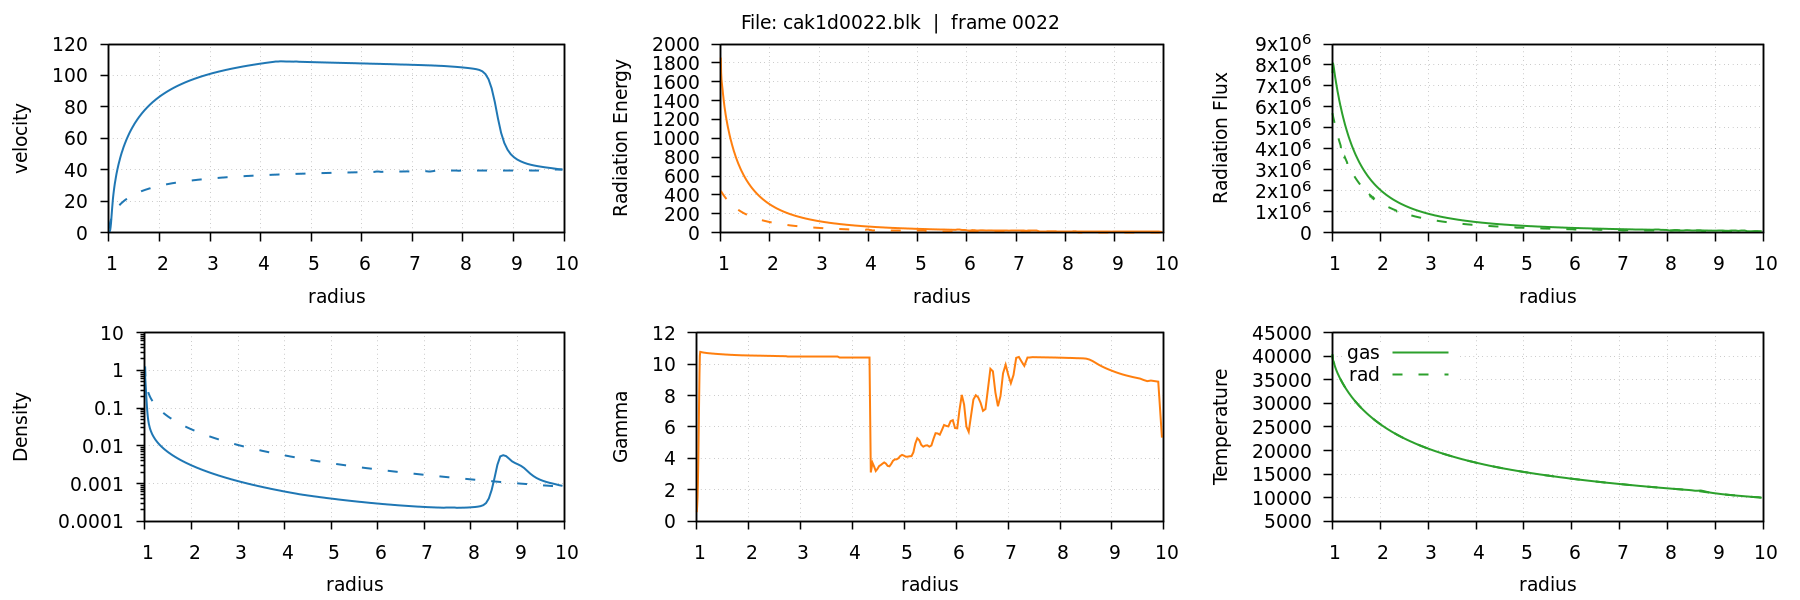 File: cak1d0022.blk | frame 0022
velocity
120
100
80
60
40
20
0
1 2 3 4 5 6 7 8 9 10
radius
Radiation Energy
2000
1800
1600
1400
1200
1000
800
600
400
200
0
1 2 3 4 5 6 7 8 9 10
radius
Radiation Flux
9x10⁶
8x10⁶
7x10⁶
6x10⁶
5x10⁶
4x10⁶
3x10⁶
2x10⁶
1x10⁶
0
1 2 3 4 5 6 7 8 9 10
radius
Density
10
1
0.1
0.01
0.001
0.0001
1 2 3 4 5 6 7 8 9 10
radius
Gamma
12
10
8
6
4
2
0
1 2 3 4 5 6 7 8 9 10
radius
Temperature
45000
40000
35000
30000
25000
20000
15000
10000
5000
gas
rad
1 2 3 4 5 6 7 8 9 10
radius